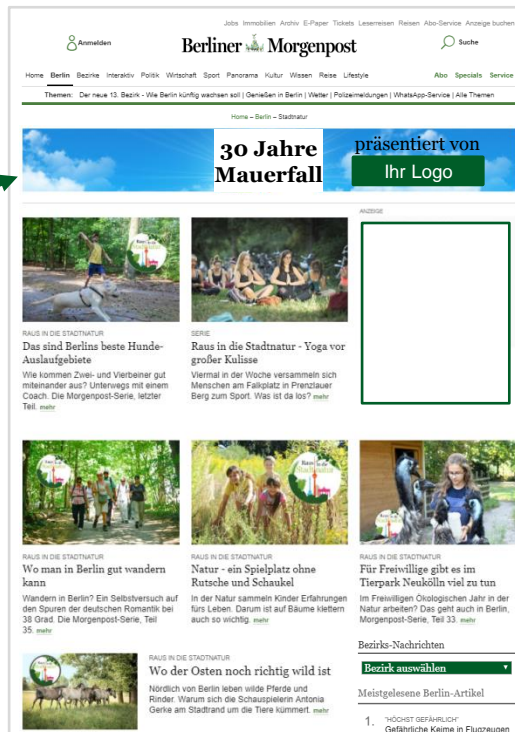 Jobs Immobilien Archiv E-Paper Tickets Leserreisen Reisen Abo-Service Anzeige buchen
Anmelden
Berliner Morgenpost
Suche
Home Berlin Bezirke Interaktiv Politik Wirtschaft Sport Panorama Kultur Wissen Reise Lifestyle
Abo Specials Service
Themen: Der neue 13. Bezirk - Wie Berlin künftig wachsen soll | Genießen in Berlin | Wetter | Polizeimeldungen | WhatsApp-Service | Alle Themen
Home – Berlin – Stadtnatur
30 Jahre
Mauerfall
präsentiert von
Ihr Logo
ANZEIGE
RAUS IN DIE STADTNATUR
Das sind Berlins beste Hunde-
Auslaufgebiete
Wie kommen Zwei- und Vierbeiner gut
miteinander aus? Unterwegs mit einem
Coach. Die Morgenpost-Serie, letzter
Teil. mehr
SERIE
Raus in die Stadtnatur - Yoga vor
großer Kulisse
Viermal in der Woche versammeln sich
Menschen am Falkplatz in Prenzlauer
Berg zum Sport. Was ist da los? mehr
RAUS IN DIE STADTNATUR
Wo man in Berlin gut wandern
kann
Wandern in Berlin? Ein Selbstversuch auf
den Spuren der deutschen Romantik bei
38 Grad. Die Morgenpost-Serie, Teil
35. mehr
Raus in die
Stadtnatur
RAUS IN DIE STADTNATUR
Natur - ein Spielplatz ohne
Rutsche und Schaukel
In der Natur sammeln Kinder Erfahrungen
fürs Leben. Darum ist auf Bäume klettern
auch so wichtig. mehr
RAUS IN DIE STADTNATUR
Für Freiwillige gibt es im
Tierpark Neukölln viel zu tun
Im Freiwilligen Ökologischen Jahr in der
Natur arbeiten? Das geht auch in Berlin,
Morgenpost-Serie, Teil 33. mehr
RAUS IN DIE STADTNATUR
Wo der Osten noch richtig wild ist
Nördlich von Berlin leben wilde Pferde und
Rinder. Warum sich die Schauspielerin Antonia
Gerke am Stadtrand um die Tiere kümmert. mehr
Bezirks-Nachrichten
Bezirk auswählen
Meistgelesene Berlin-Artikel
1. "HÖCHST GEFÄHRLICH"
Gefährliche Keime in Flugzeugen